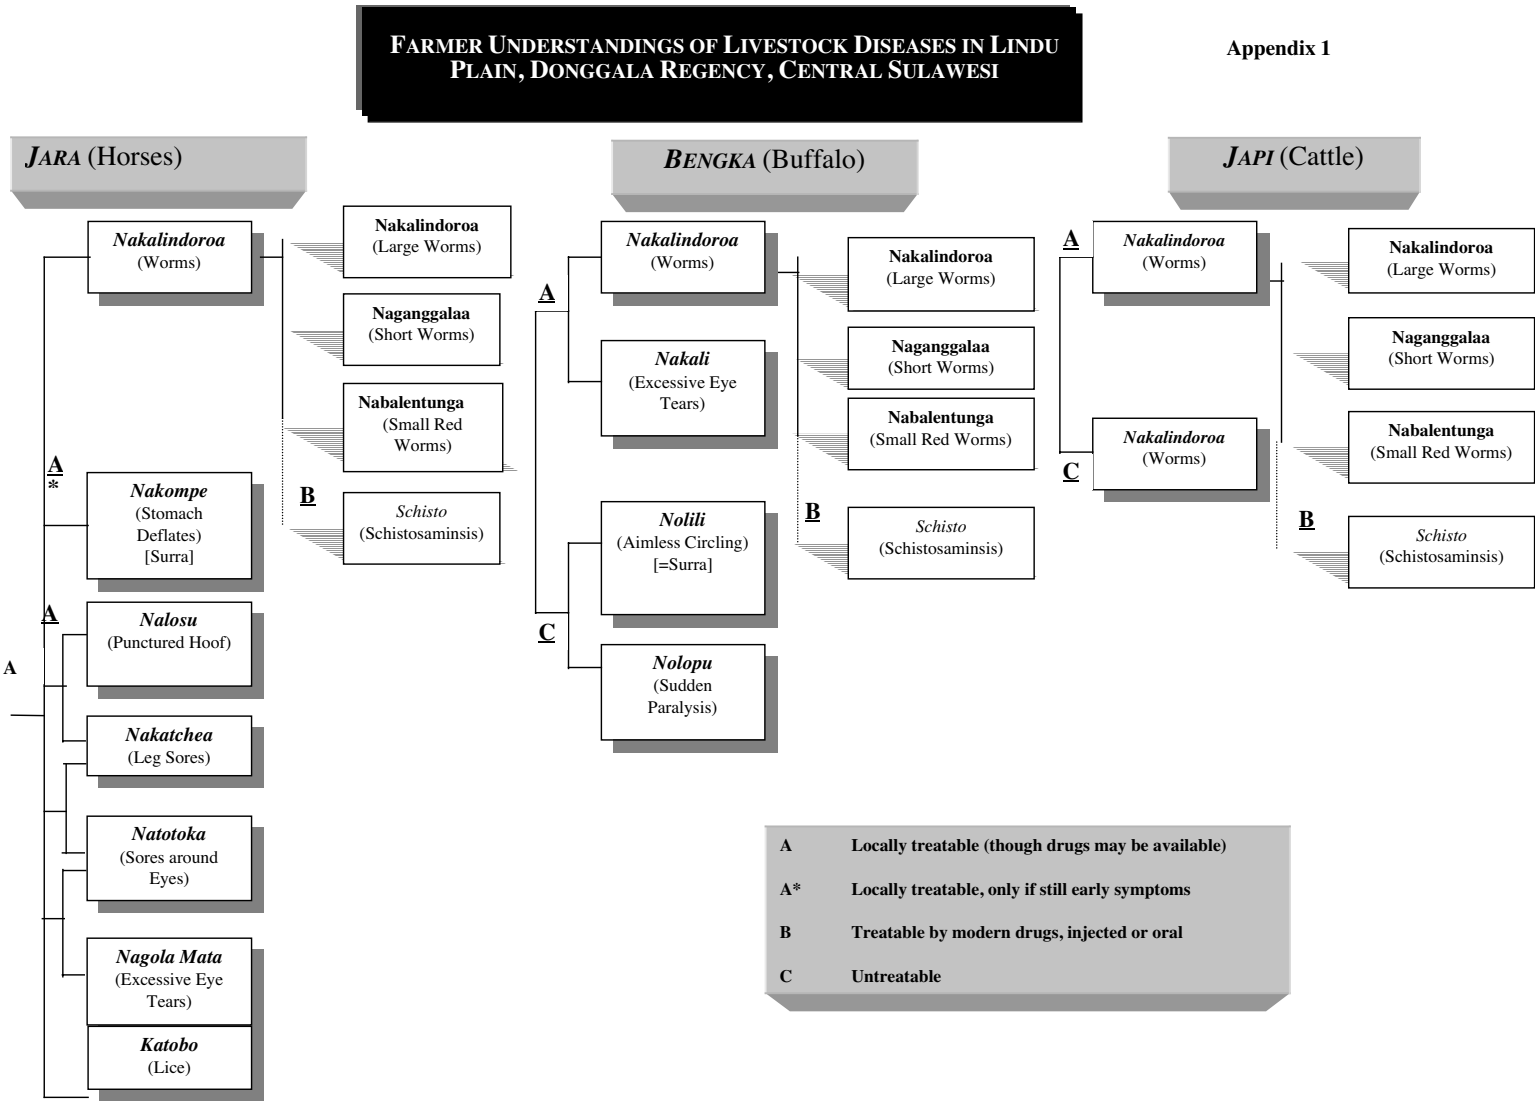 FARMER UNDERSTANDINGS OF LIVESTOCK DISEASES IN LINDU
PLAIN, DONGGALA REGENCY, CENTRAL SULAWESI
Appendix 1
JARA (Horses)
Nakalindoroa
(Worms)
Nakalindoroa
(Large Worms)
Naganggalaa
(Short Worms)
Nabalentunga
(Small Red
Worms)
B
Schisto
(Schistosaminsis)
A
*
Nakompe
(Stomach
Deflates)
[Surra]
A
Nalosu
(Punctured Hoof)
A
Nakatchea
(Leg Sores)
Natotoka
(Sores around
Eyes)
Nagola Mata
(Excessive Eye
Tears)
Katobo
(Lice)
BENGKA (Buffalo)
A
Nakalindoroa
(Worms)
Nakali
(Excessive Eye
Tears)
Nakalindoroa
(Large Worms)
Naganggalaa
(Short Worms)
Nabalentunga
(Small Red Worms)
B
Schisto
(Schistosaminsis)
C
Nolili
(Aimless Circling)
[=Surra]
Nolopu
(Sudden
Paralysis)
JAPI (Cattle)
A
Nakalindoroa
(Worms)
C
Nakalindoroa
(Worms)
Nakalindoroa
(Large Worms)
Naganggalaa
(Short Worms)
Nabalentunga
(Small Red Worms)
B
Schisto
(Schistosaminsis)
A Locally treatable (though drugs may be available)
A* Locally treatable, only if still early symptoms
B Treatable by modern drugs, injected or oral
C Untreatable